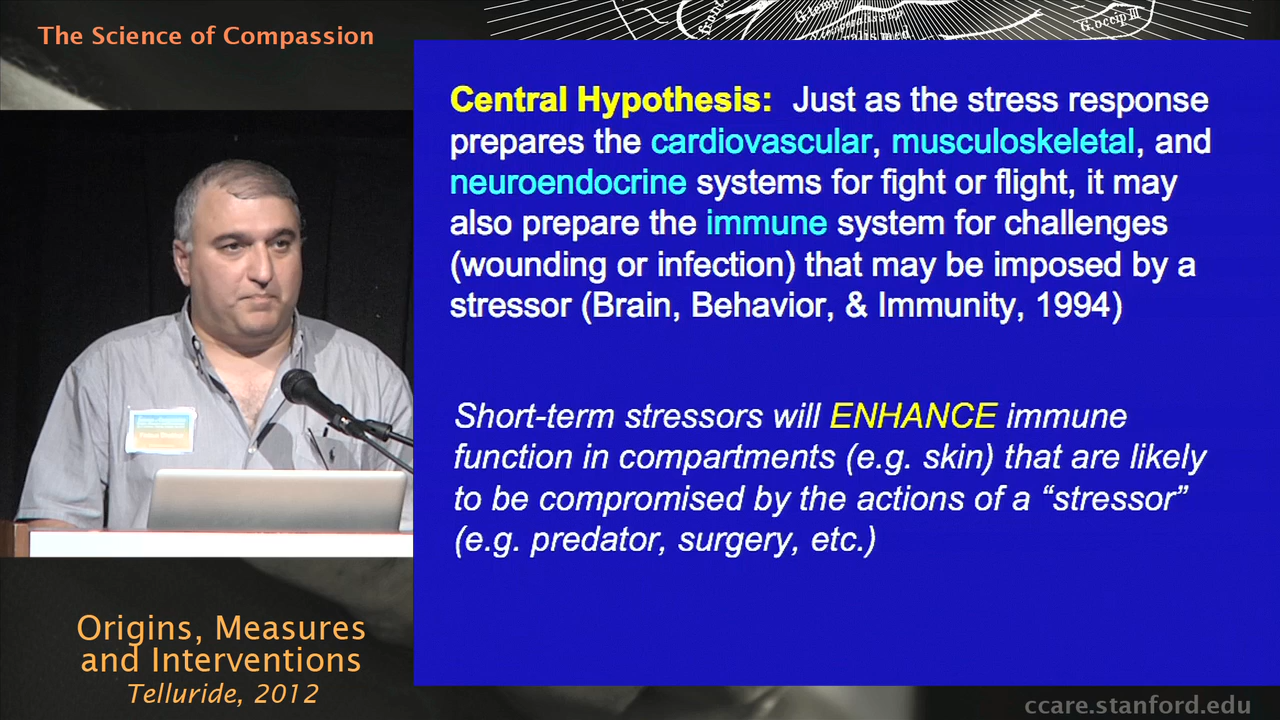 The Science of Compassion
G.occip III
Central Hypothesis: Just as the stress response
prepares the cardiovascular, musculoskeletal, and
neuroendocrine systems for fight or flight, it may
also prepare the immune system for challenges
(wounding or infection) that may be imposed by a
stressor (Brain, Behavior, & Immunity, 1994)
Short-term stressors will ENHANCE immune
function in compartments (e.g. skin) that are likely
to be compromised by the actions of a “stressor”
(e.g. predator, surgery, etc.)
Origins, Measures
and Interventions
Telluride, 2012
ccare.stanford.edu